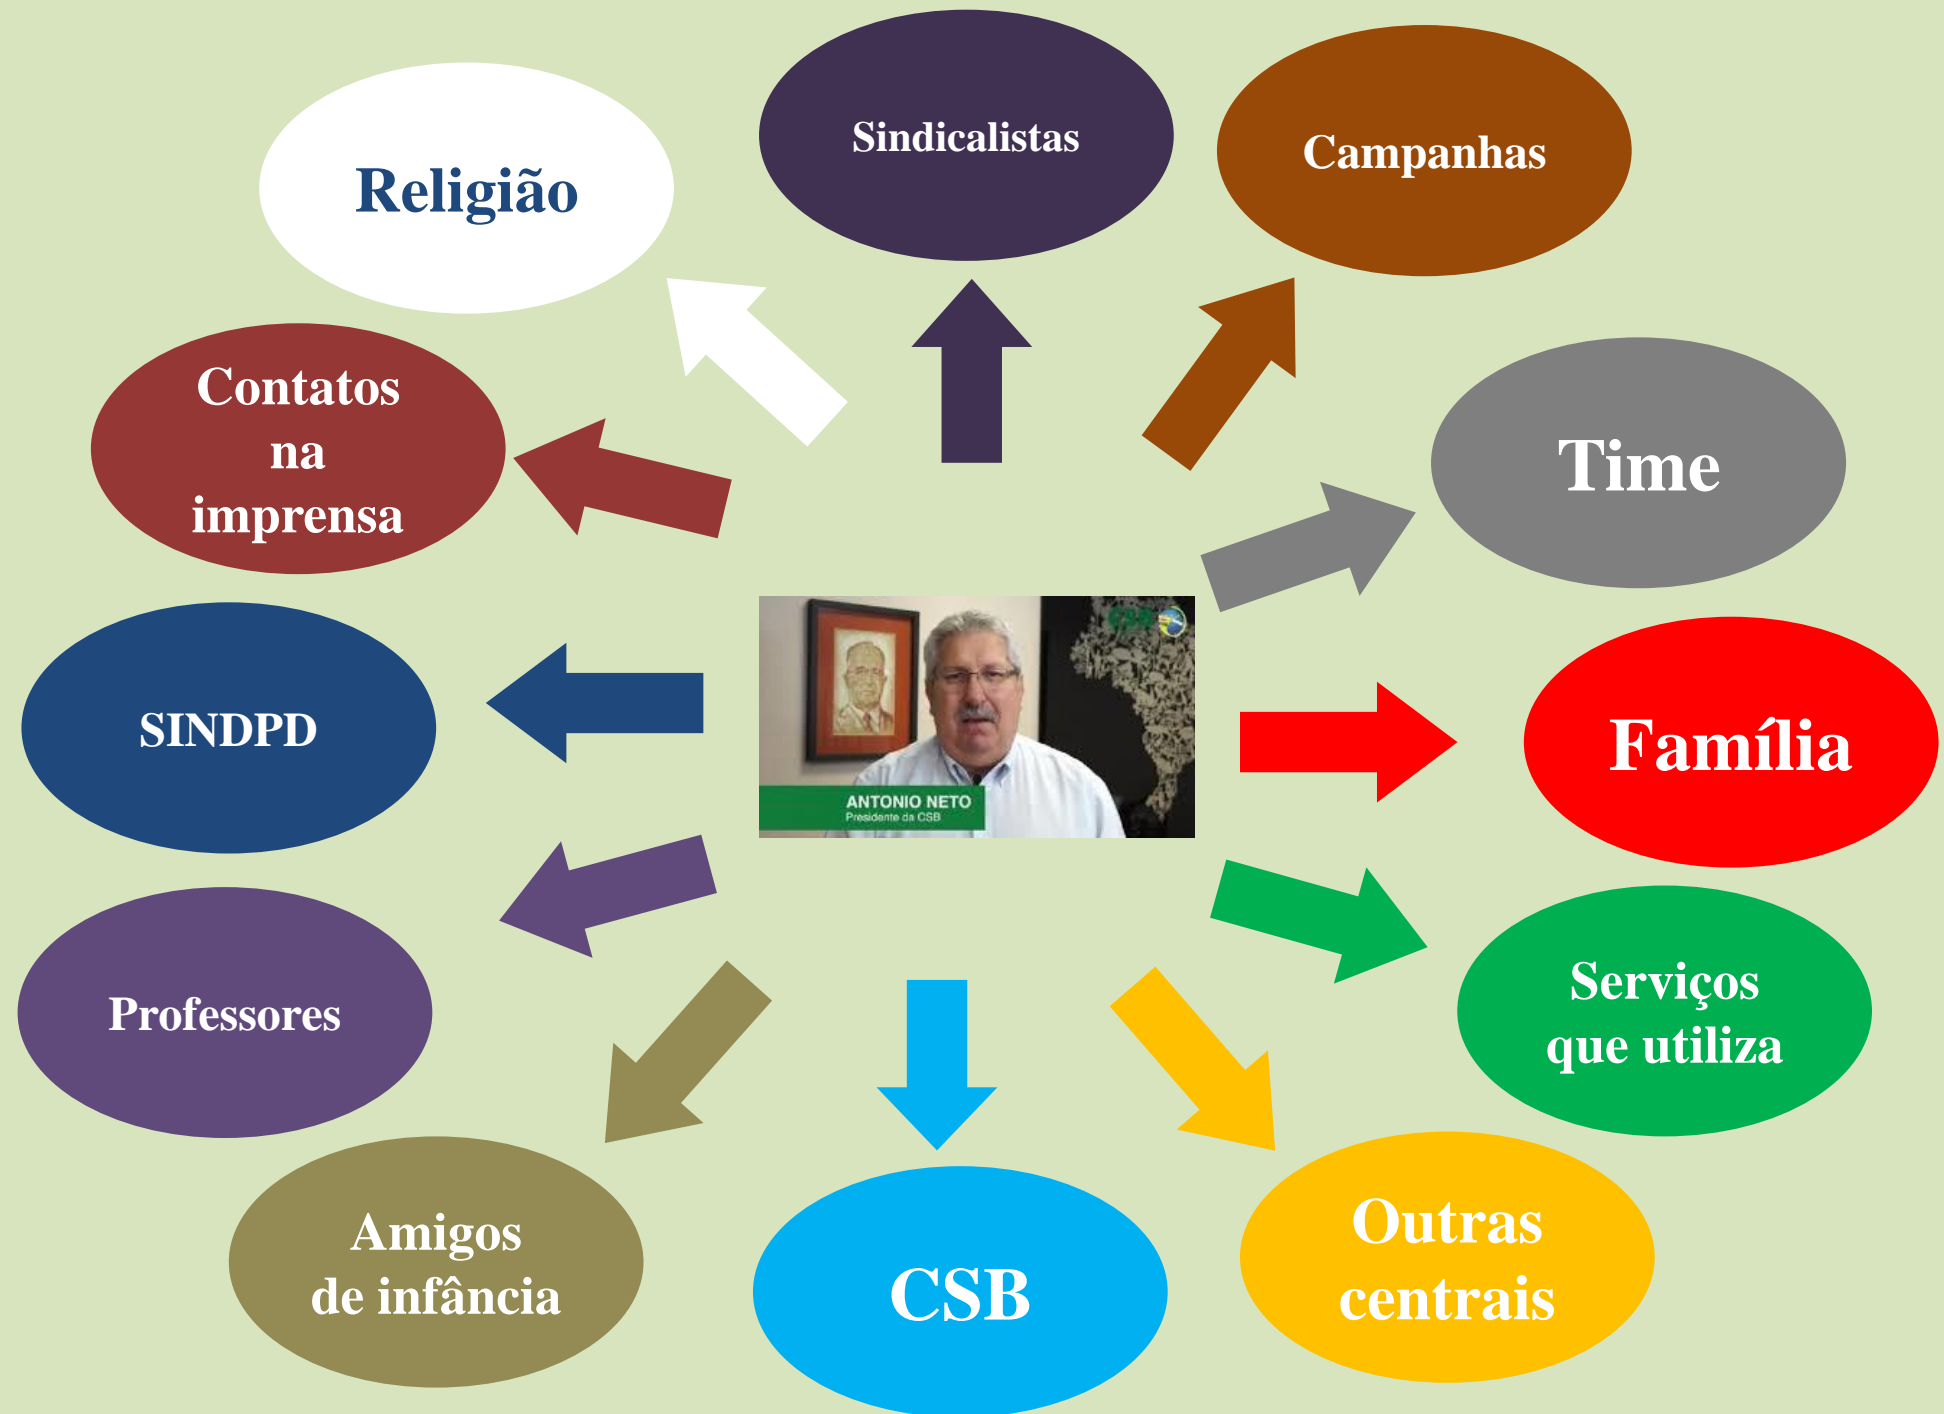 Sindicalistas
Campanhas
Religião
Contatos
na
imprensa
Time
CSB
SINDPD
ANTONIO NETO
Presidente da CSB
Família
Professores
Serviços
que utiliza
Amigos
de infância
CSB
Outras
centrais